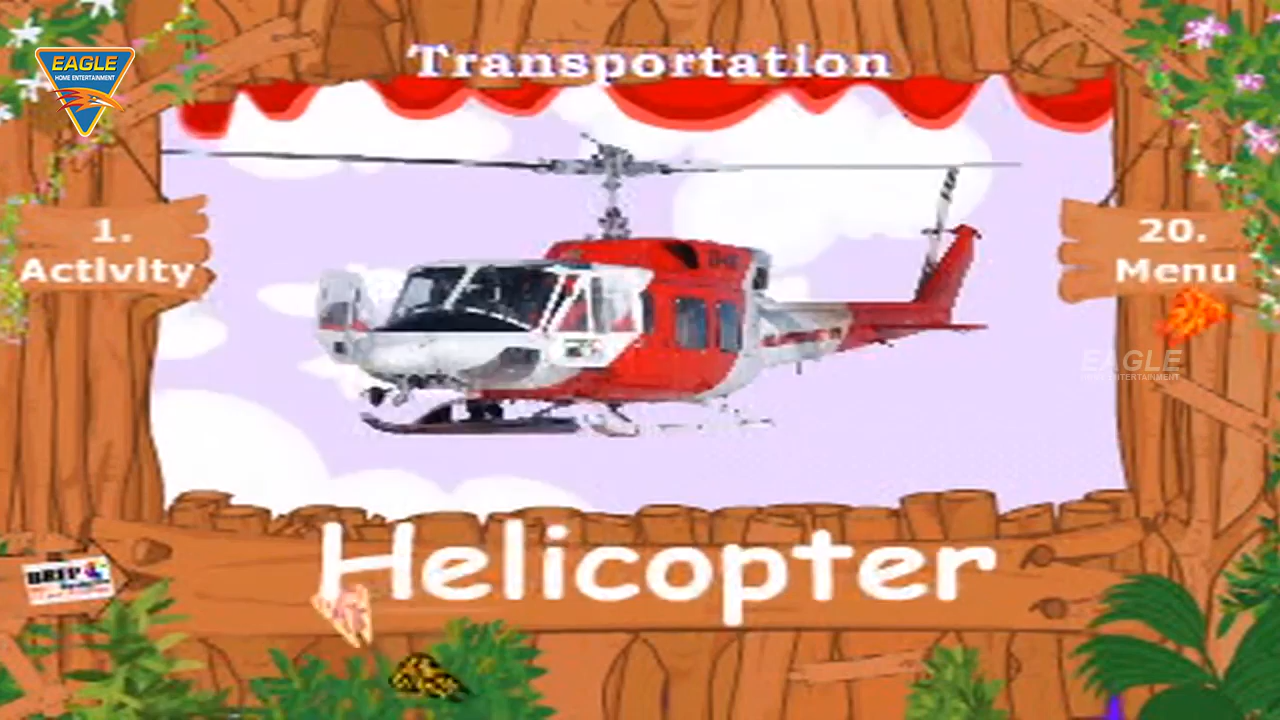 Transportation
EAGLE
HOME ENTERTAINMENT
1.
Activity
20.
Menu
EAGLE
HOME ENTERTAINMENT
Helicopter